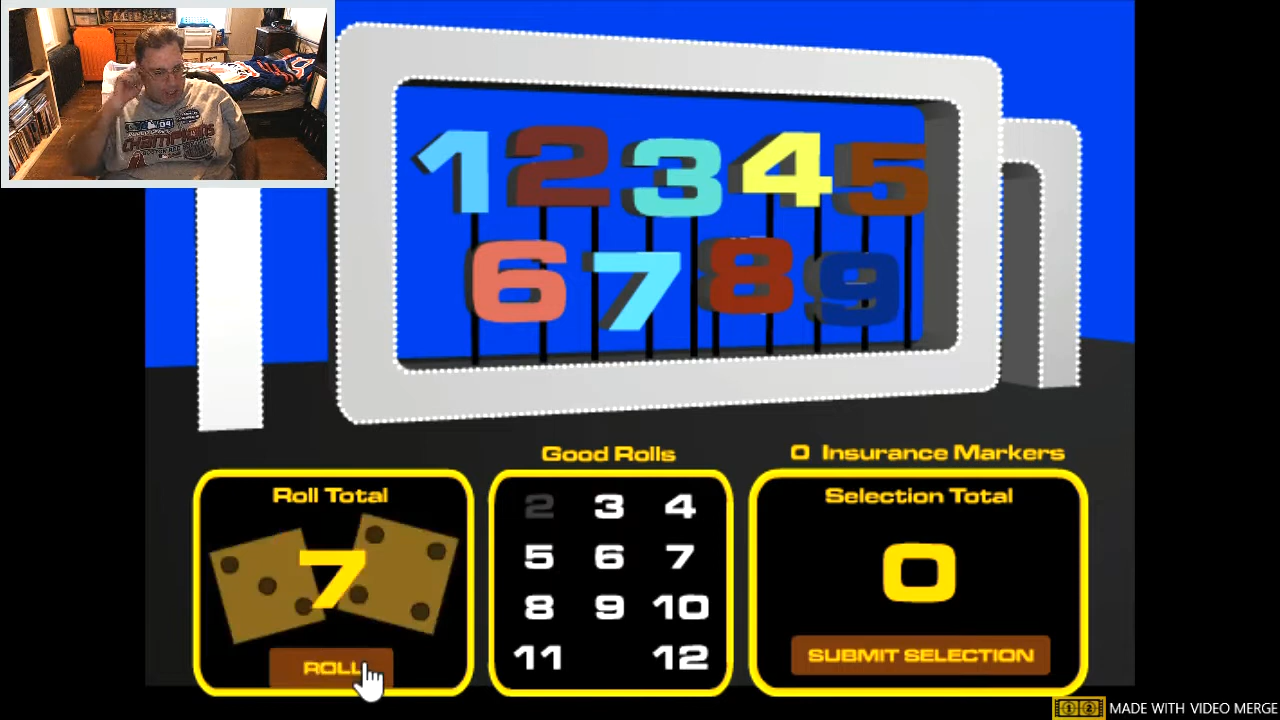 1 2 3 4 5
6 7 8 9
Good Rolls
0 Insurance Markers
Roll Total
7
ROLL
2 3 4
5 6 7
8 9 10
11 12
Selection Total
0
SUBMIT SELECTION
1 2 MADE WITH VIDEO MERGE